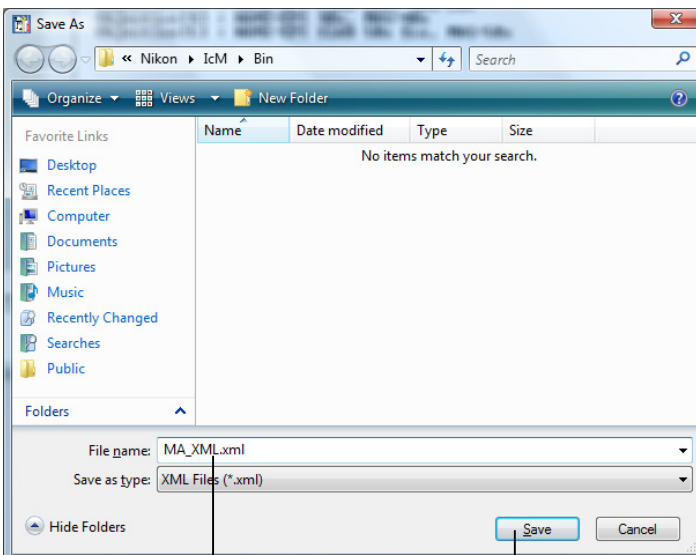 Save As
« Nikon ▸ IcM ▸ Bin
Search
Organize
Views
New Folder
Favorite Links
Desktop
Recent Places
Computer
Documents
Pictures
Music
Recently Changed
Searches
Public
Folders
Name
Date modified
Type
Size
No items match your search.
File name: MA_XML.xml
Save as type: XML Files (*.xml)
Hide Folders
Save
Cancel